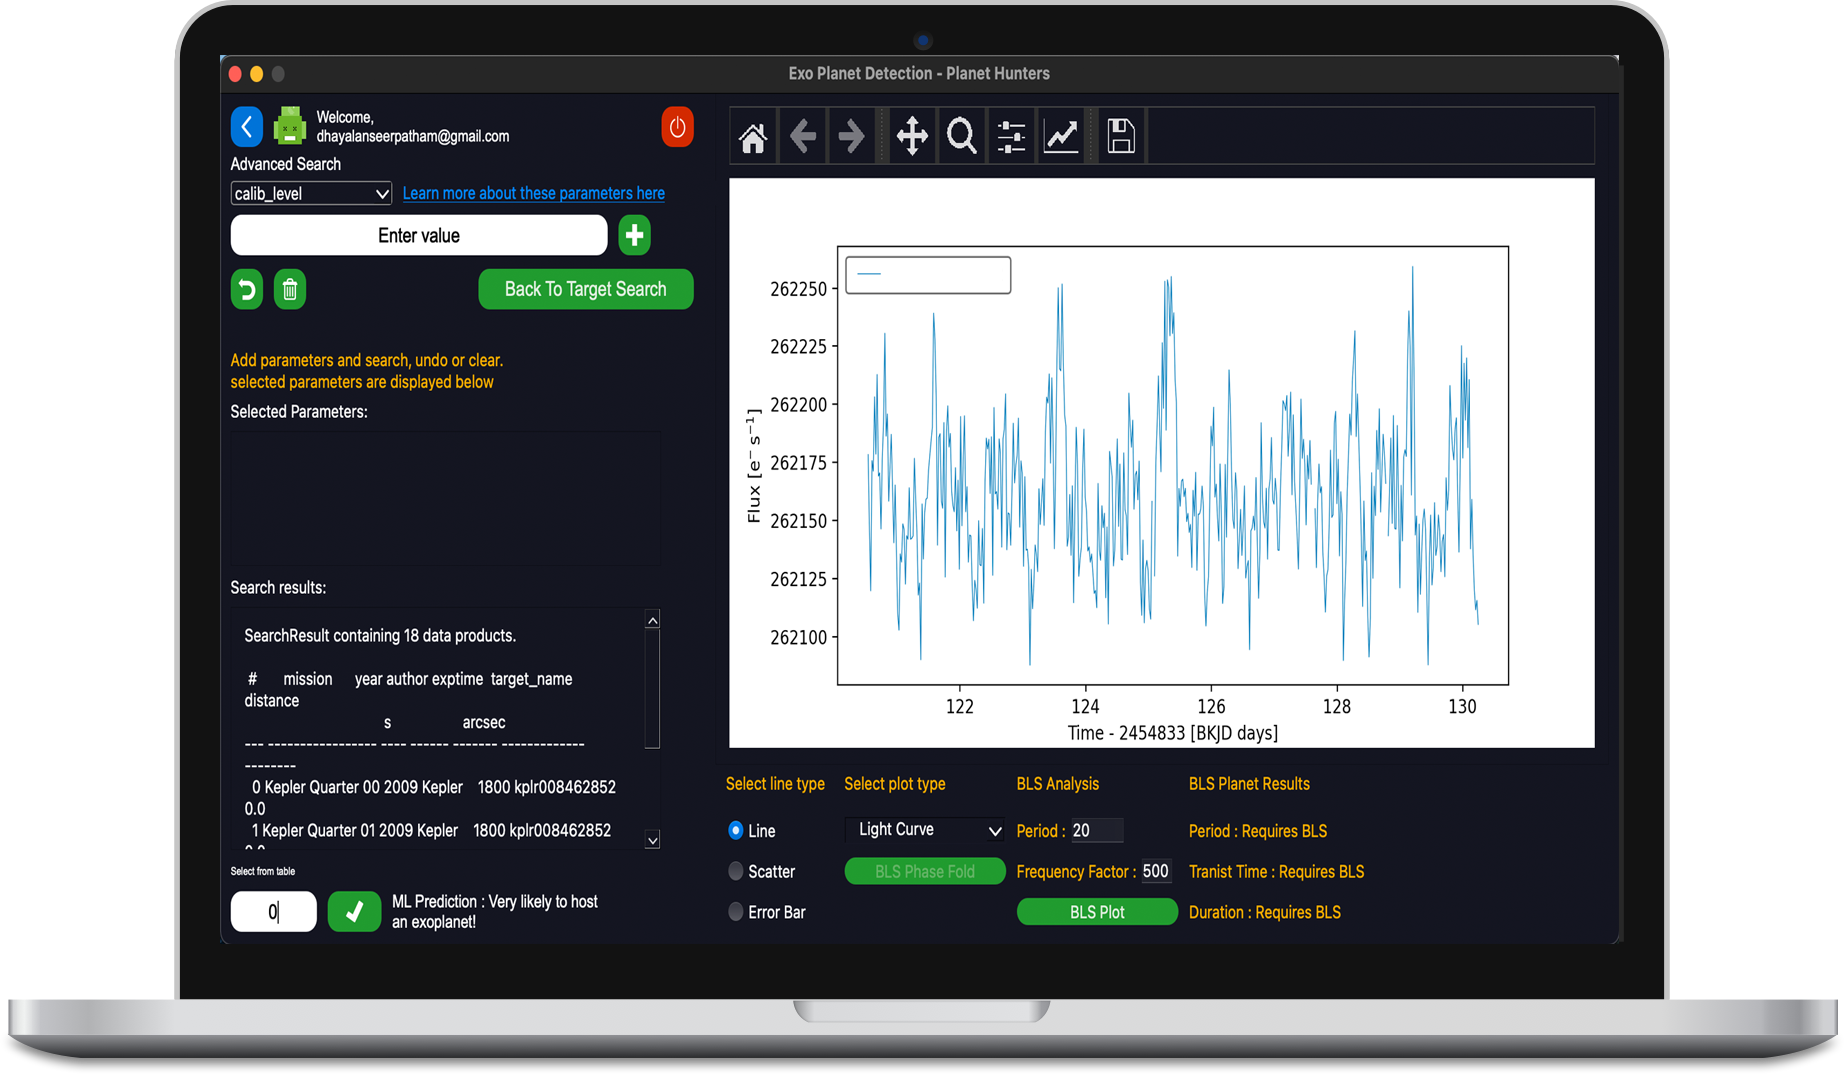 Exo Planet Detection - Planet Hunters
Welcome,
dhayalanseerpatham@gmail.com
Advanced Search
calib_level
Learn more about these parameters here
Enter value
Back To Target Search
Add parameters and search, undo or clear.
selected parameters are displayed below
Selected Parameters:
Search results:
SearchResult containing 18 data products.
# mission year author exptime target_name
distance
s arcsec
--- ----------------- ---- ------ ------- -------------
--------
0 Kepler Quarter 00 2009 Kepler 1800 kplr008462852
0.0
1 Kepler Quarter 01 2009 Kepler 1800 kplr008462852
Select from table
0
ML Prediction : Very likely to host
an exoplanet!
262250
262225
262200
262175
262150
262125
262100
Flux [e⁻ s⁻¹]
122 124 126 128 130
Time - 2454833 [BKJD days]
Select line type
Line
Scatter
Error Bar
Select plot type
Light Curve
BLS Phase Fold
BLS Analysis
Period : 20
Frequency Factor : 500
BLS Plot
BLS Planet Results
Period : Requires BLS
Tranist Time : Requires BLS
Duration : Requires BLS